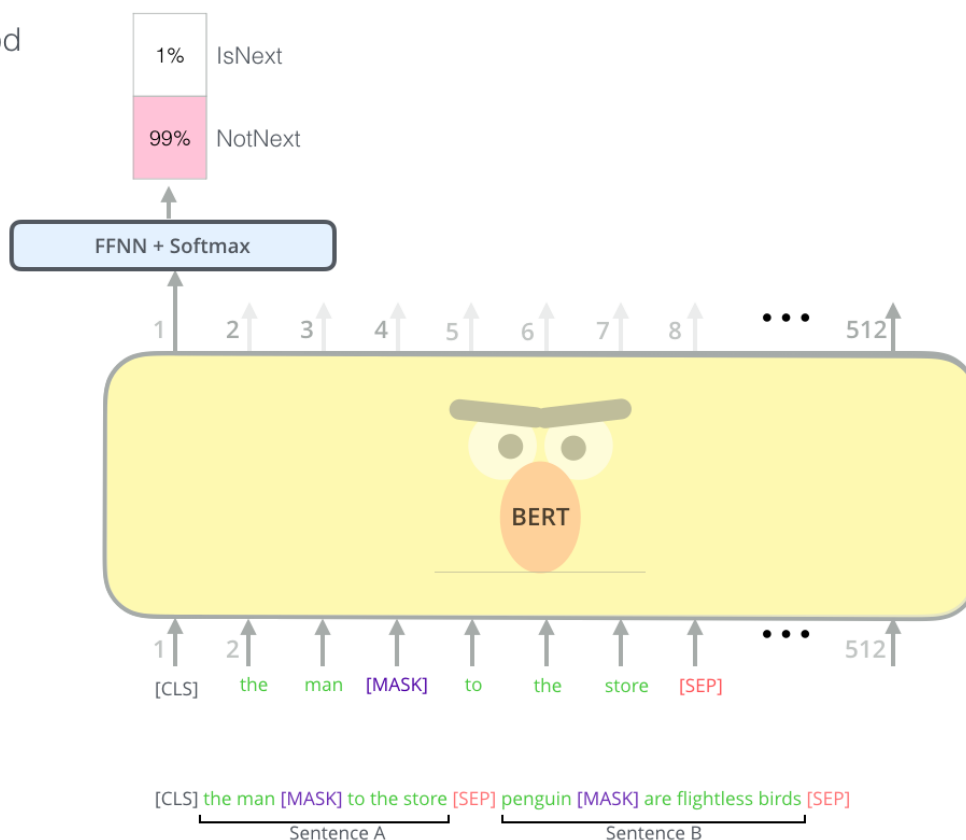 1% IsNext
99% NotNext
FFNN + Softmax
1 2 3 4 5 6 7 8 ••• 512
BERT
1 2 ••• 512
[CLS] the man [MASK] to the store [SEP]
[CLS] the man [MASK] to the store [SEP] penguin [MASK] are flightless birds [SEP]
Sentence A Sentence B